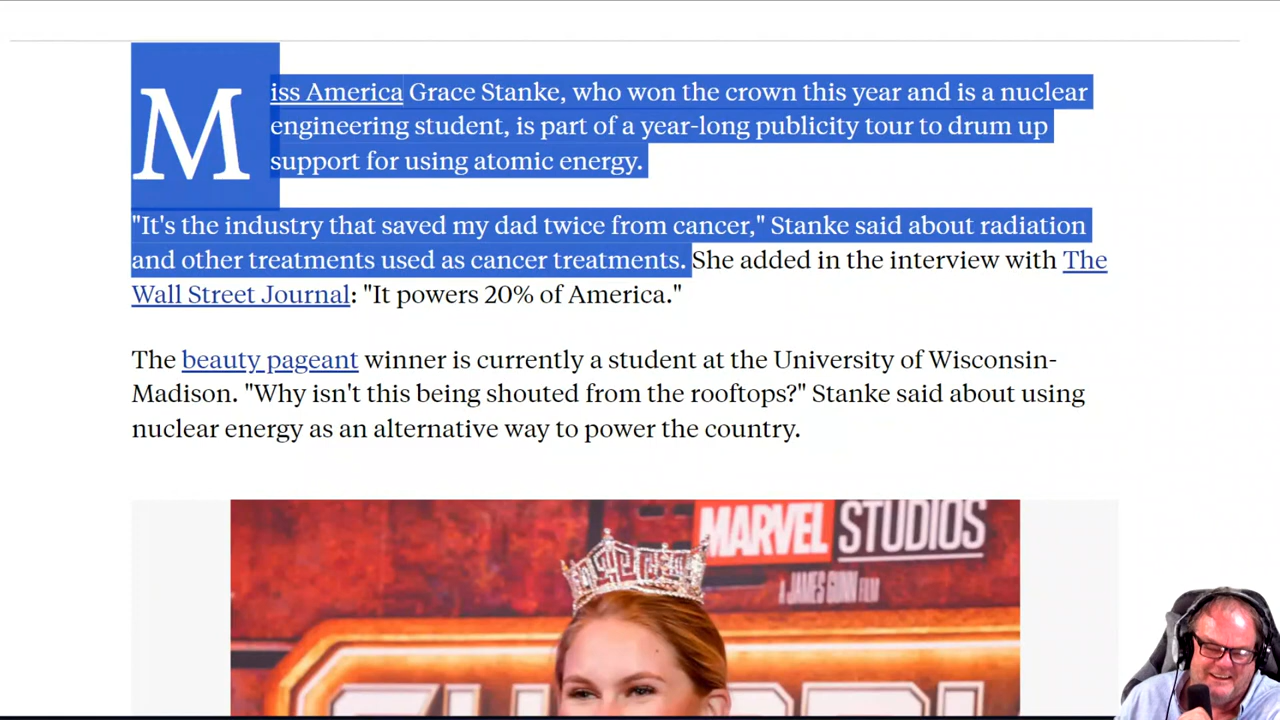 Miss America Grace Stanke, who won the crown this year and is a nuclear
engineering student, is part of a year-long publicity tour to drum up
support for using atomic energy.
"It's the industry that saved my dad twice from cancer," Stanke said about radiation
and other treatments used as cancer treatments. She added in the interview with The
Wall Street Journal: "It powers 20% of America."
The beauty pageant winner is currently a student at the University of Wisconsin-
Madison. "Why isn't this being shouted from the rooftops?" Stanke said about using
nuclear energy as an alternative way to power the country.
MARVEL STUDIOS
A JAMES GUNN FILM